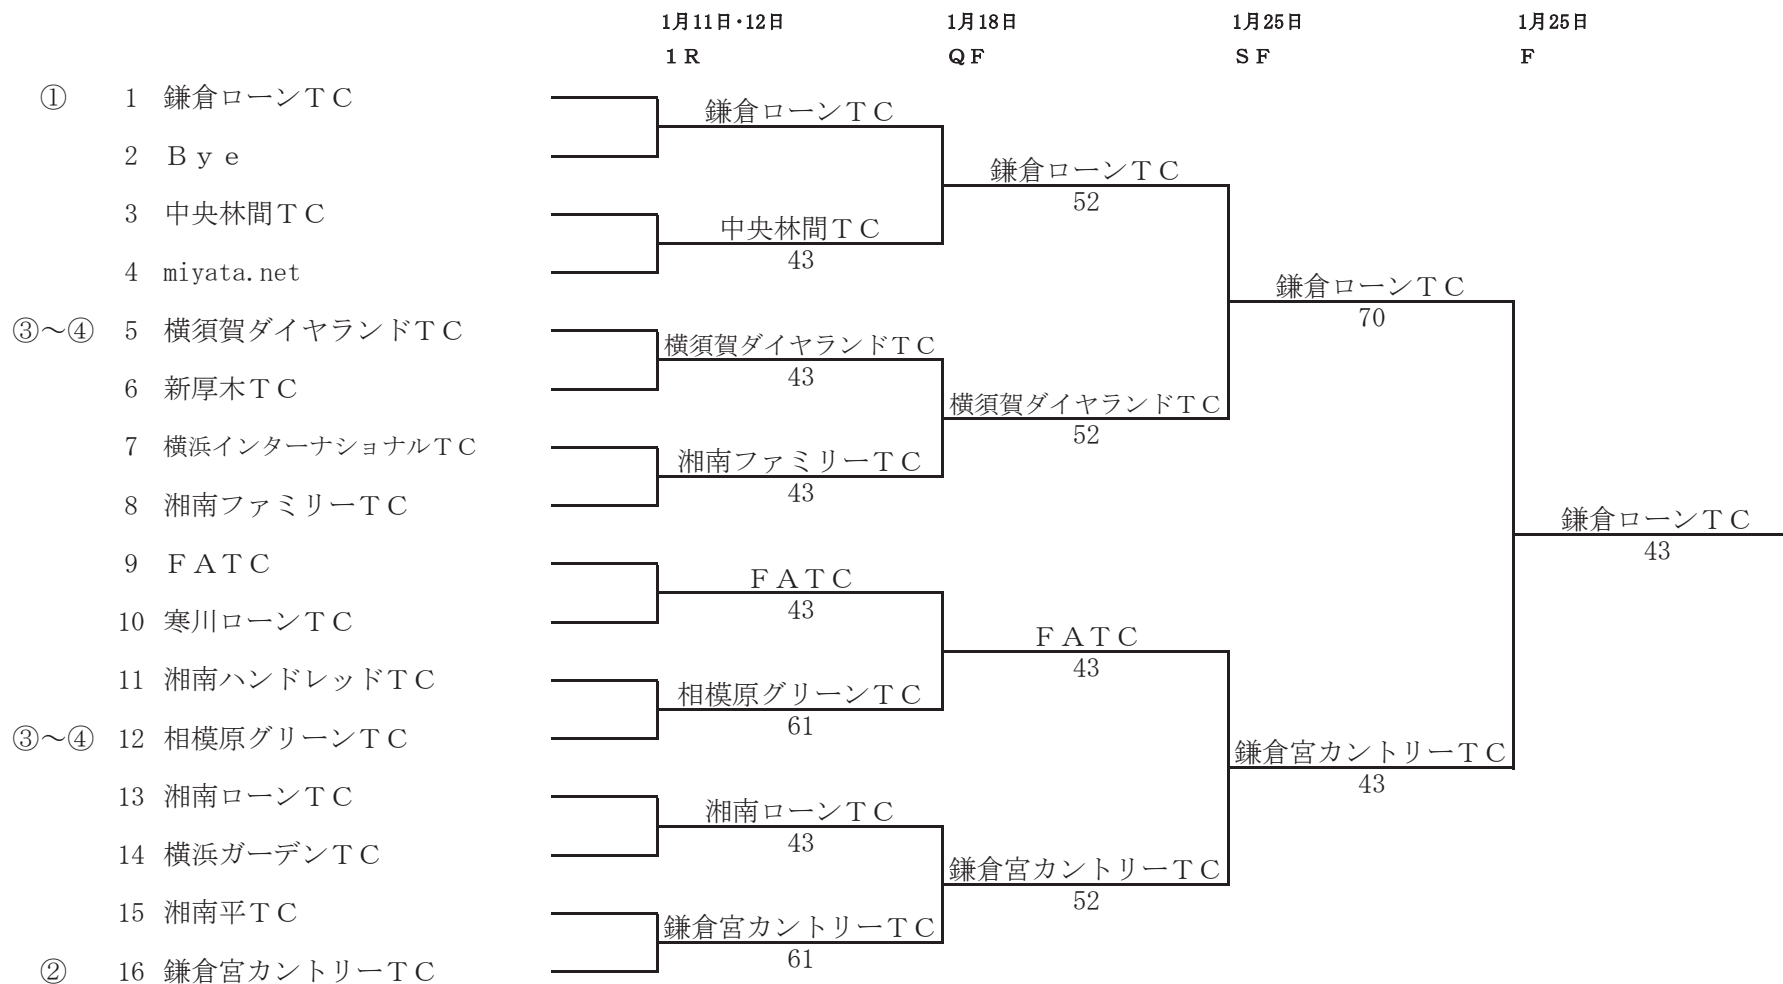 1月11日・12日 1月18日 1月25日 1月25日
１Ｒ ＱＦ ＳＦ Ｆ
① 1 鎌倉ローンＴＣ
鎌倉ローンＴＣ
2 Ｂｙｅ
鎌倉ローンＴＣ
52
3 中央林間ＴＣ
中央林間ＴＣ
43
4 miyata.net
鎌倉ローンＴＣ
70
③～④ 5 横須賀ダイヤランドＴＣ
横須賀ダイヤランドＴＣ
43
6 新厚木ＴＣ
横須賀ダイヤランドＴＣ
52
7 横浜インターナショナルＴＣ
湘南ファミリーＴＣ
43
8 湘南ファミリーＴＣ
鎌倉ローンＴＣ
43
9 ＦＡＴＣ
ＦＡＴＣ
43
10 寒川ローンＴＣ
ＦＡＴＣ
43
11 湘南ハンドレッドＴＣ
相模原グリーンＴＣ
61
③～④ 12 相模原グリーンＴＣ
鎌倉宮カントリーＴＣ
43
13 湘南ローンＴＣ
湘南ローンＴＣ
43
14 横浜ガーデンＴＣ
鎌倉宮カントリーＴＣ
52
15 湘南平ＴＣ
鎌倉宮カントリーＴＣ
61
② 16 鎌倉宮カントリーＴＣ